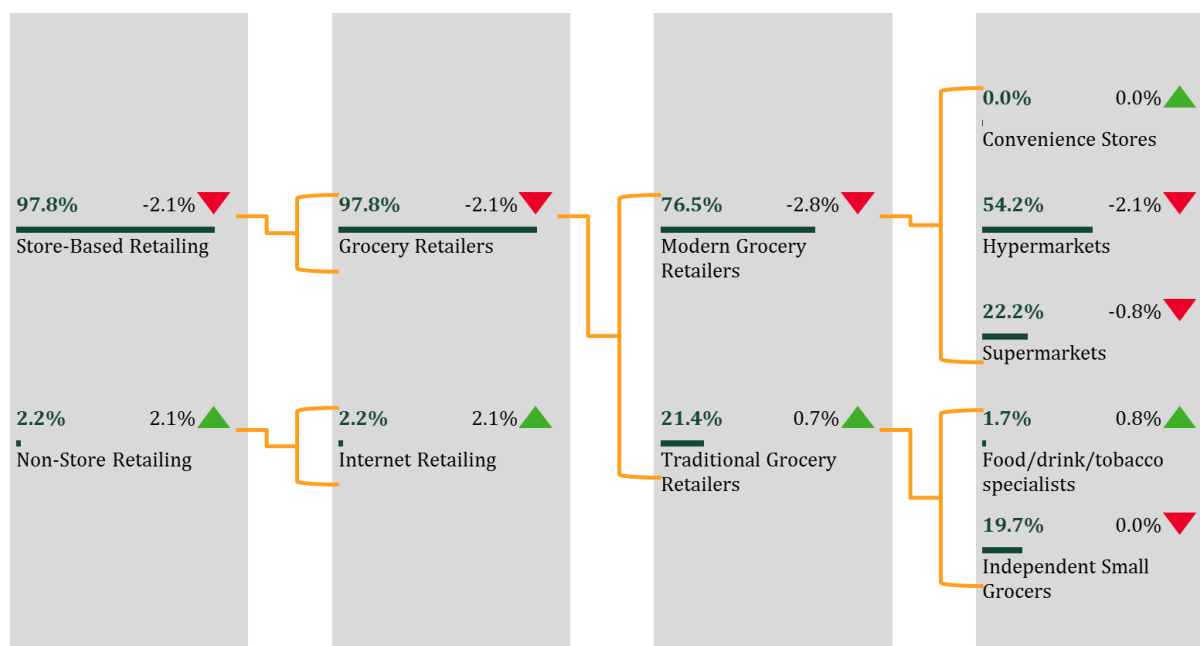 97.8% -2.1%
Store-Based Retailing
2.2% 2.1%
Non-Store Retailing
97.8% -2.1%
Grocery Retailers
2.2% 2.1%
Internet Retailing
76.5% -2.8%
Modern Grocery
Retailers
21.4% 0.7%
Traditional Grocery
Retailers
0.0% 0.0%
Convenience Stores
54.2% -2.1%
Hypermarkets
22.2% -0.8%
Supermarkets
1.7% 0.8%
Food/drink/tobacco
specialists
19.7% 0.0%
Independent Small
Grocers